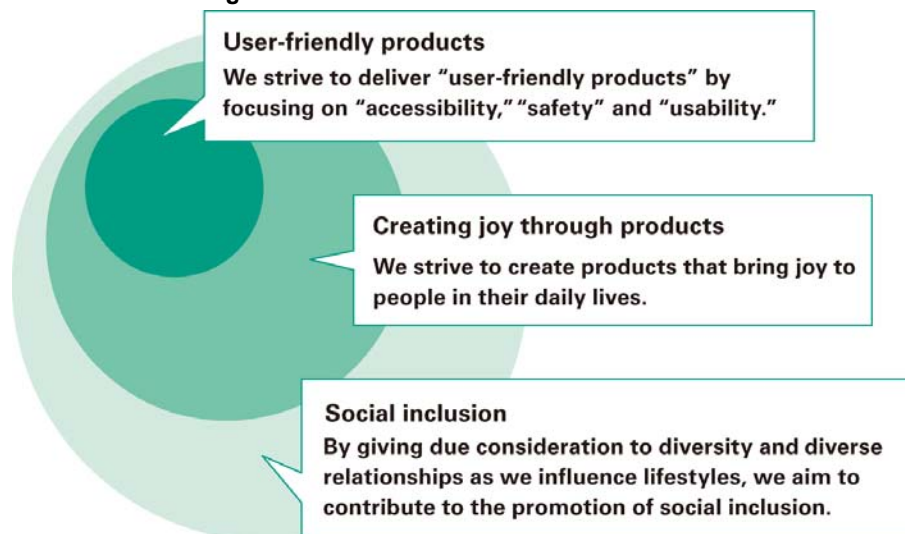 User-friendly products
We strive to deliver “user-friendly products” by
focusing on “accessibility,” “safety” and “usability.”
Creating joy through products
We strive to create products that bring joy to
people in their daily lives.
Social inclusion
By giving due consideration to diversity and diverse
relationships as we influence lifestyles, we aim to
contribute to the promotion of social inclusion.